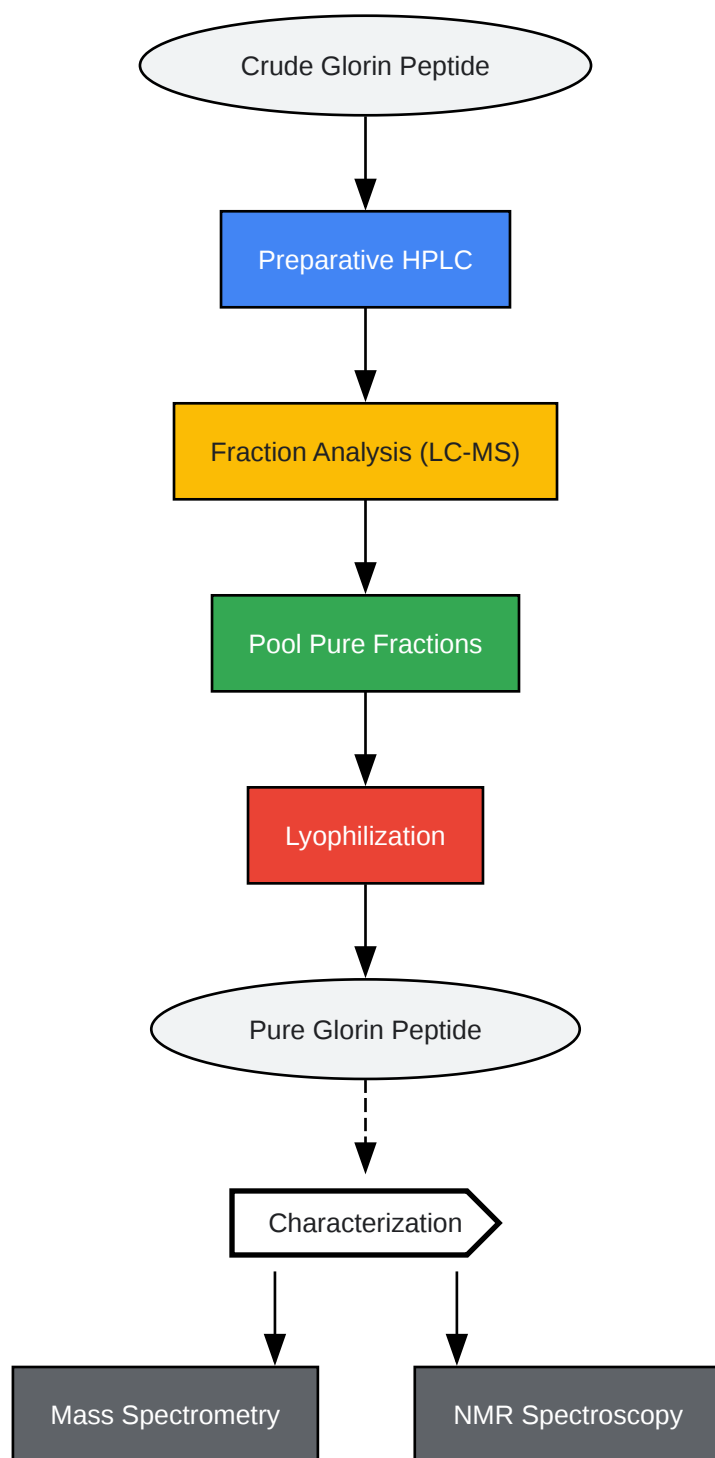 Crude Glorin Peptide
Preparative HPLC
Fraction Analysis (LC-MS)
Pool Pure Fractions
Lyophilization
Pure Glorin Peptide
Characterization
Mass Spectrometry
NMR Spectroscopy